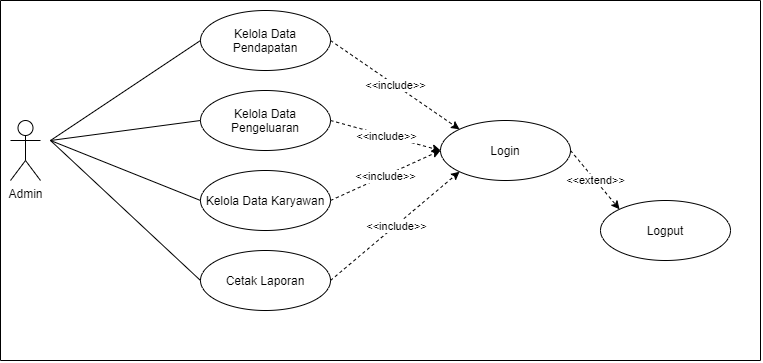 Kelola Data
Pendapatan
<<include>>
Kelola Data
Pengeluaran
<<include>>
Login
Admin
Kelola Data Karyawan
<<include>>
<<extend>>
<<include>>
Logput
Cetak Laporan